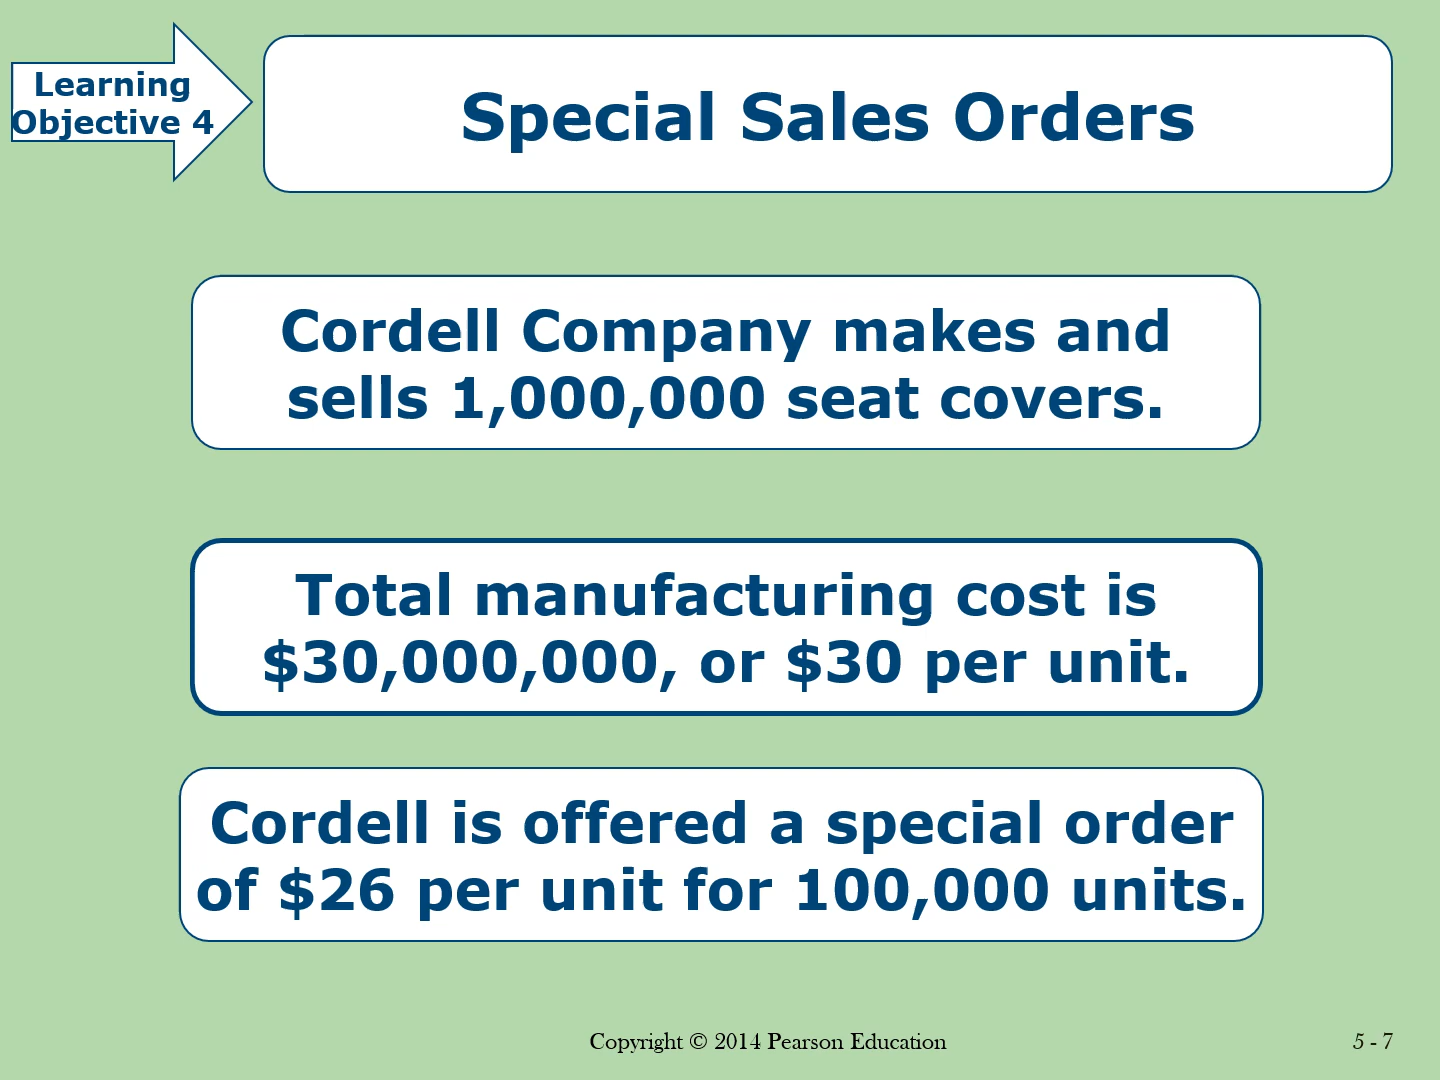 Learning
Objective 4
Special Sales Orders
Cordell Company makes and
sells 1,000,000 seat covers.
Total manufacturing cost is
$30,000,000, or $30 per unit.
Cordell is offered a special order
of $26 per unit for 100,000 units.
Copyright © 2014 Pearson Education
5 - 7